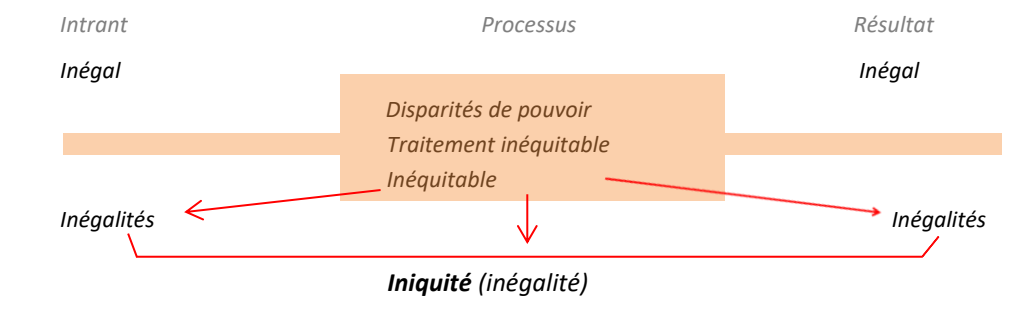 Intrant
Processus
Résultat
Inégal
Inégal
Disparités de pouvoir
Traitement inéquitable
Inéquitable
Inégalités
Inégalités
Iniquité (inégalité)